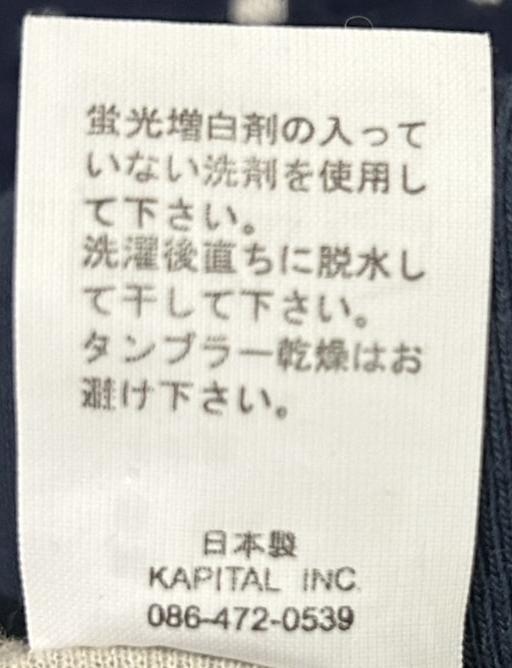 蛍光増白剤の入って
いない洗剤を使用し
て下さい。
洗濯後直ちに脱水し
て干して下さい。
タンブラー乾燥はお
避け下さい。
日本製
KAPITAL INC.
086-472-0539